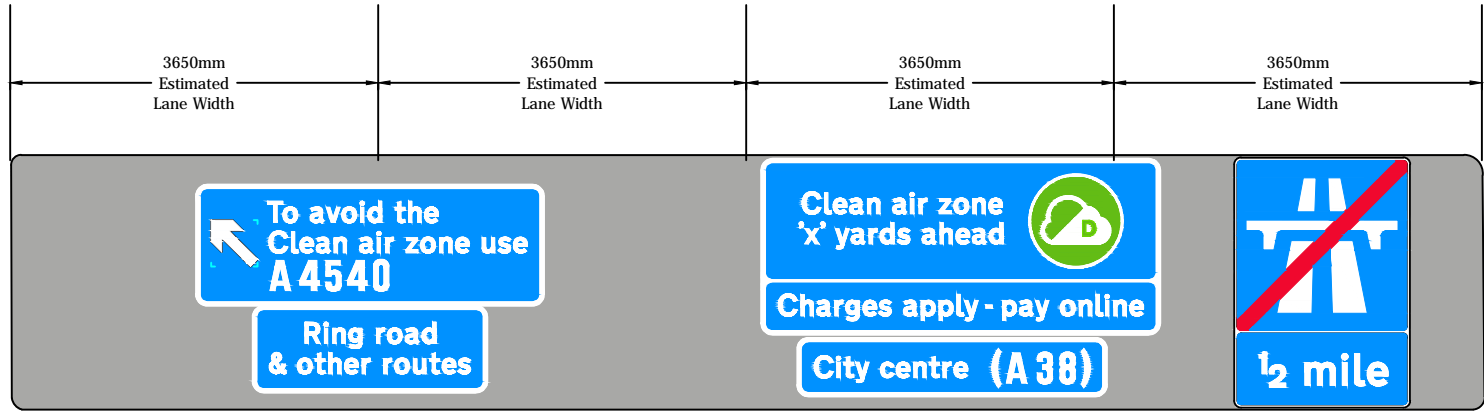 3650mm
Estimated
Lane Width
3650mm
Estimated
Lane Width
3650mm
Estimated
Lane Width
3650mm
Estimated
Lane Width
To avoid the
Clean air zone use
A 4540
Ring road
& other routes
Clean air zone
'x' yards ahead
D
Charges apply - pay online
City centre (A 38)
½ mile